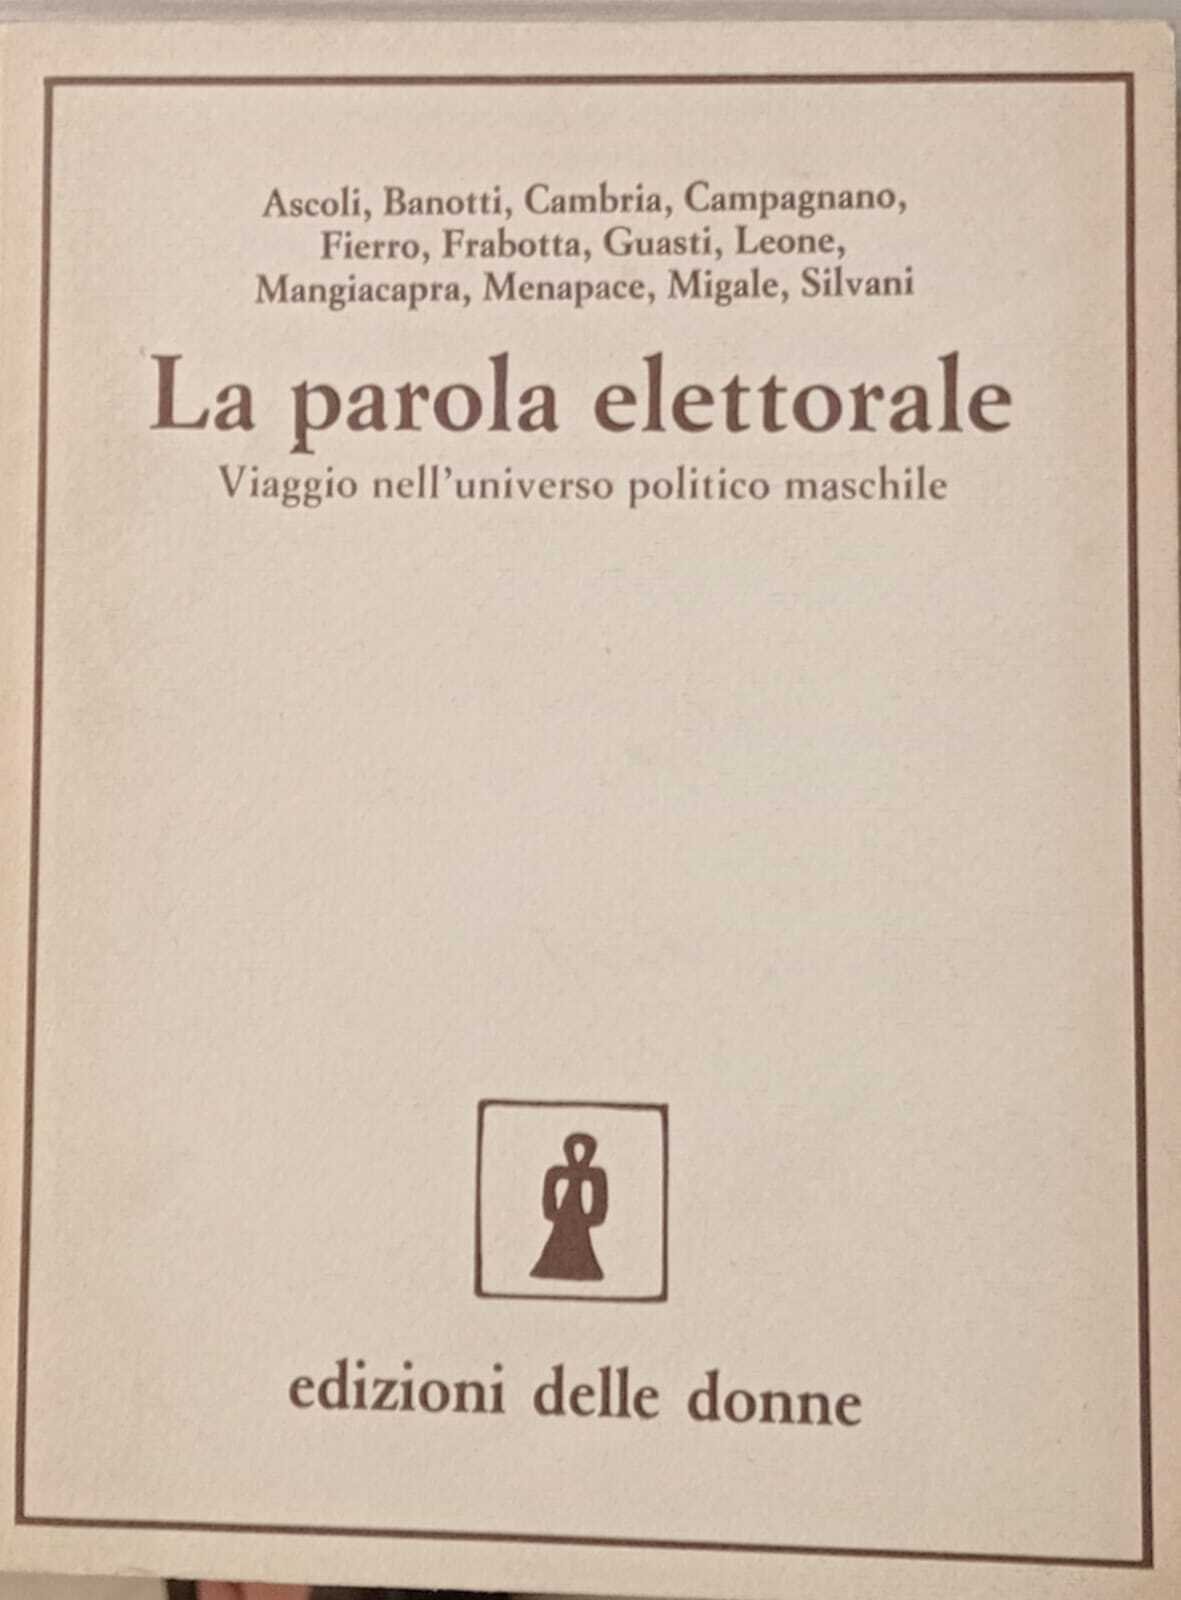 Ascoli, Banotti, Cambria, Campagnano,
Fierro, Frabotta, Guasti, Leone,
Mangiacapra, Menapace, Migale, Silvani
La parola elettorale
Viaggio nell'universo politico maschile
edizioni delle donne